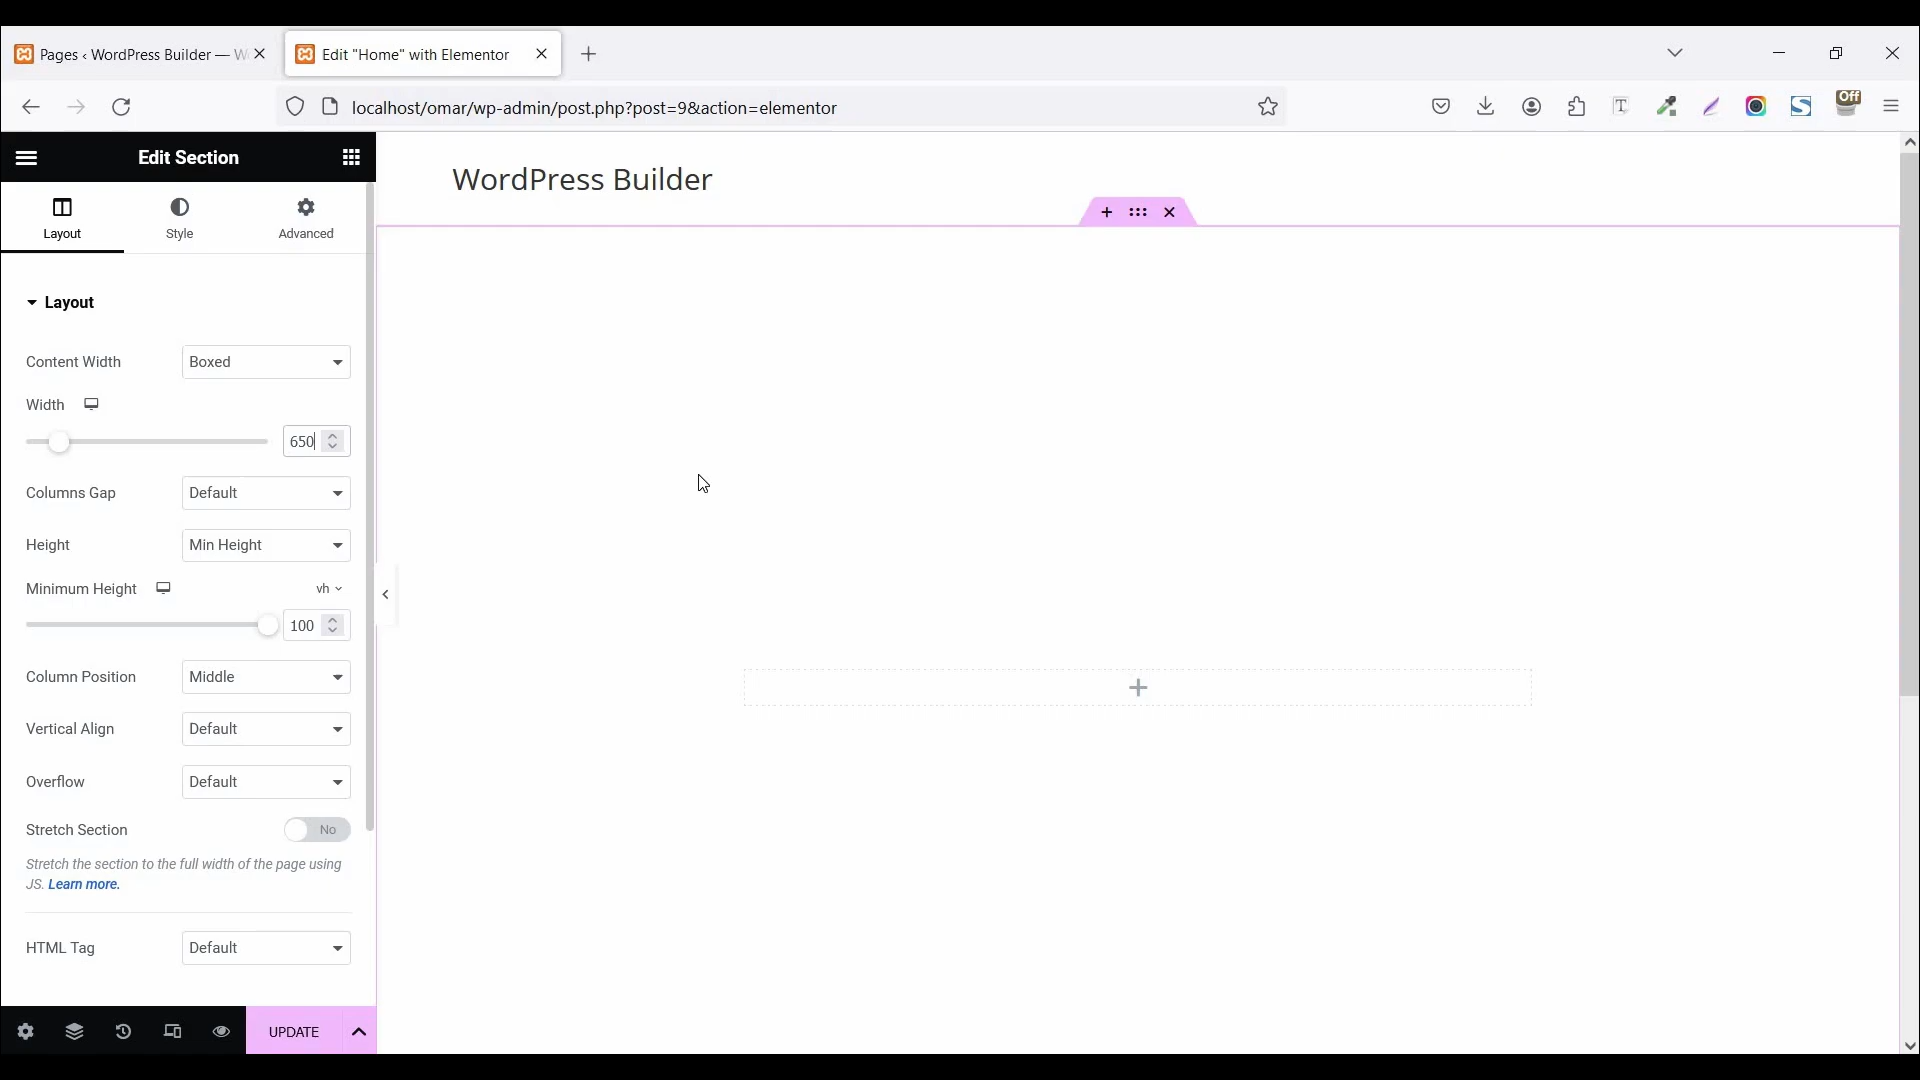 Pages ‹ WordPress Builder — W
Edit "Home" with Elementor
localhost/omar/wp-admin/post.php?post=9&action=elementor
Off
Edit Section
WordPress Builder
Layout
Style
Advanced
Layout
Content Width
Boxed
Width
650
Columns Gap
Default
Height
Min Height
Minimum Height
vh
100
Column Position
Middle
Vertical Align
Default
Overflow
Default
Stretch Section
No
Stretch the section to the full width of the page using
JS. Learn more.
HTML Tag
Default
UPDATE